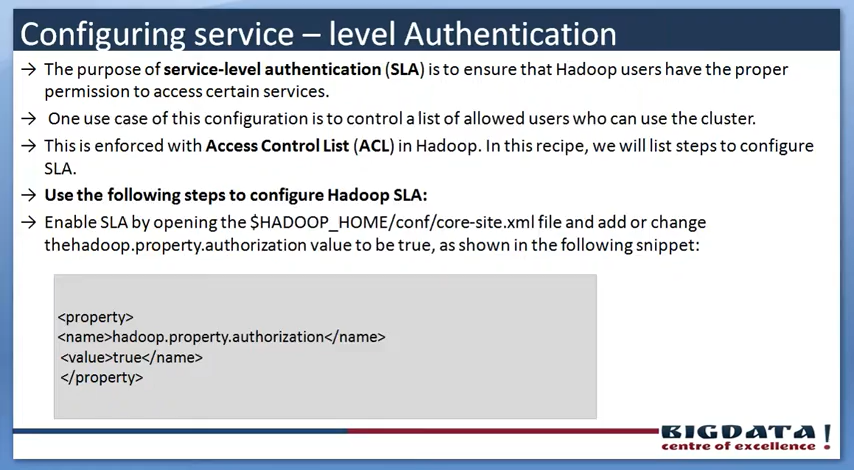 Configuring service – level Authentication
→ The purpose of service-level authentication (SLA) is to ensure that Hadoop users have the proper
permission to access certain services.
→ One use case of this configuration is to control a list of allowed users who can use the cluster.
→ This is enforced with Access Control List (ACL) in Hadoop. In this recipe, we will list steps to configure
SLA.
→ Use the following steps to configure Hadoop SLA:
→ Enable SLA by opening the $HADOOP_HOME/conf/core-site.xml file and add or change
thehadoop.property.authorization value to be true, as shown in the following snippet:
<property>
<name>hadoop.property.authorization</name>
<value>true</name>
</property>
BIGDATA !
centre of excellence